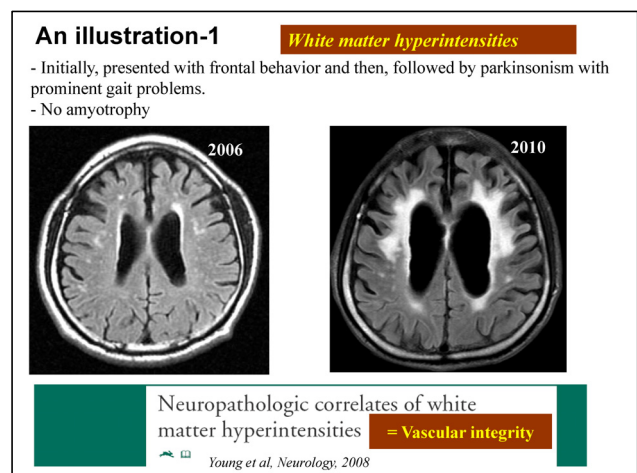 An illustration-1
White matter hyperintensities
- Initially, presented with frontal behavior and then, followed by parkinsonism with
prominent gait problems.
- No amyotrophy
2006
2010
Neuropathologic correlates of white
matter hyperintensities
= Vascular integrity
Young et al, Neurology, 2008